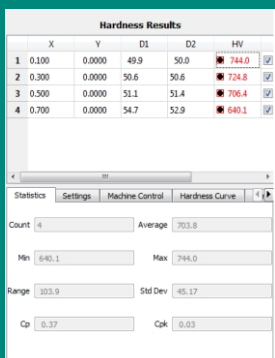 Hardness Results
X Y D1 D2 HV
1 0.100 0.0000 49.9 50.0 744.0
2 0.300 0.0000 50.6 50.6 724.8
3 0.500 0.0000 51.1 51.4 706.4
4 0.700 0.0000 54.7 52.9 640.1
Statistics Settings Machine Control Hardness Curve
Count 4 Average 703.8
Min 640.1 Max 744.0
Range 103.9 Std Dev 45.17
Cp 0.37 Cpk 0.03